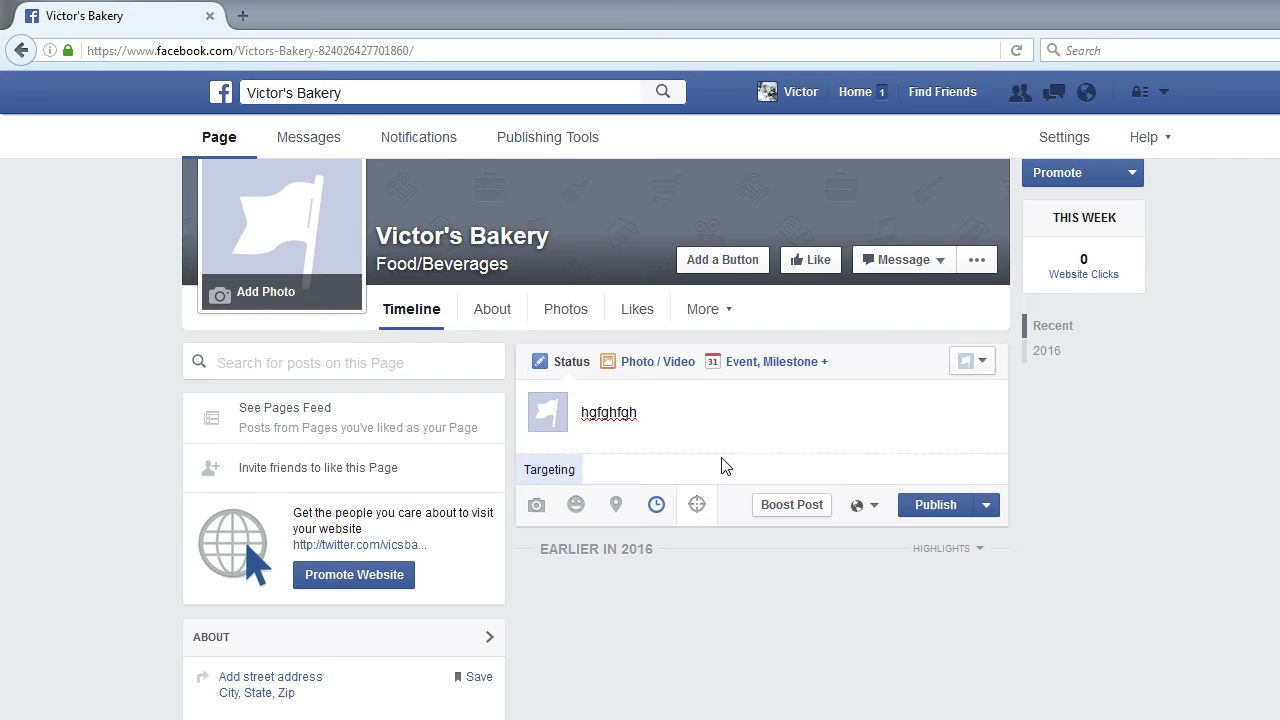 Victor's Bakery
https://www.facebook.com/Victors-Bakery-824026427701860/
Search
Victor's Bakery
Victor
Home 1
Find Friends
Page
Messages
Notifications
Publishing Tools
Settings
Help
Promote
THIS WEEK
0
Website Clicks
Recent
2016
Victor's Bakery
Food/Beverages
Add a Button
Like
Message
Add Photo
Timeline
About
Photos
Likes
More
Search for posts on this Page
See Pages Feed
Posts from Pages you've liked as your Page
Invite friends to like this Page
Get the people you care about to visit
your website
http://twitter.com/vicsba...
Promote Website
ABOUT
Add street address
City, State, Zip
Save
Status
Photo / Video
31
Event, Milestone +
hgfghfgh
Targeting
Boost Post
Publish
EARLIER IN 2016
HIGHLIGHTS